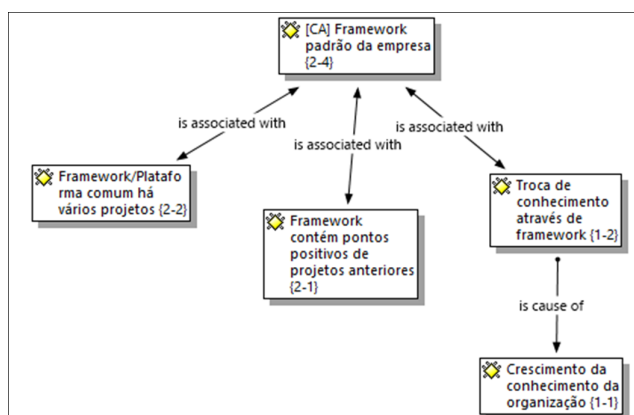 [CA] Framework
padrão da empresa
{2-4}
is associated with
is associated with
is associated with
Framework/Platafo
rma comum há
vários projetos {2-2}
Framework
contém pontos
positivos de
projetos anteriores
{2-1}
Troca de
conhecimento
através de
framework {1-2}
is cause of
Crescimento da
conhecimento da
organização {1-1}